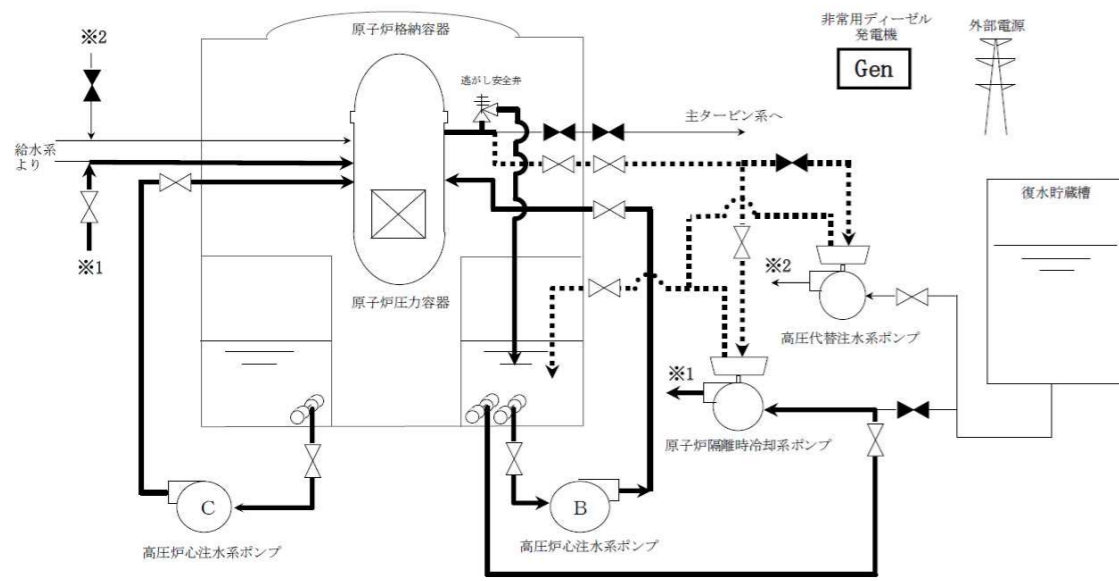 ※2
原子炉格納容器
非常用ディーゼル
発電機
外部電源
Gen
逃がし安全弁
主タービン系へ
給水系
より
復水貯蔵槽
※1
※2
原子炉圧力容器
高圧代替注水系ポンプ
※1
原子炉隔離時冷却系ポンプ
C
B
高圧炉心注水系ポンプ
高圧炉心注水系ポンプ